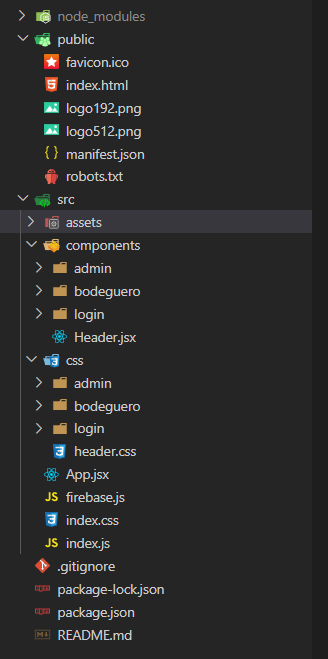 node_modules
public
favicon.ico
index.html
logo192.png
logo512.png
manifest.json
robots.txt
src
assets
components
admin
bodeguero
login
Header.jsx
css
admin
bodeguero
login
header.css
App.jsx
JS firebase.js
index.css
JS index.js
.gitignore
package-lock.json
package.json
README.md